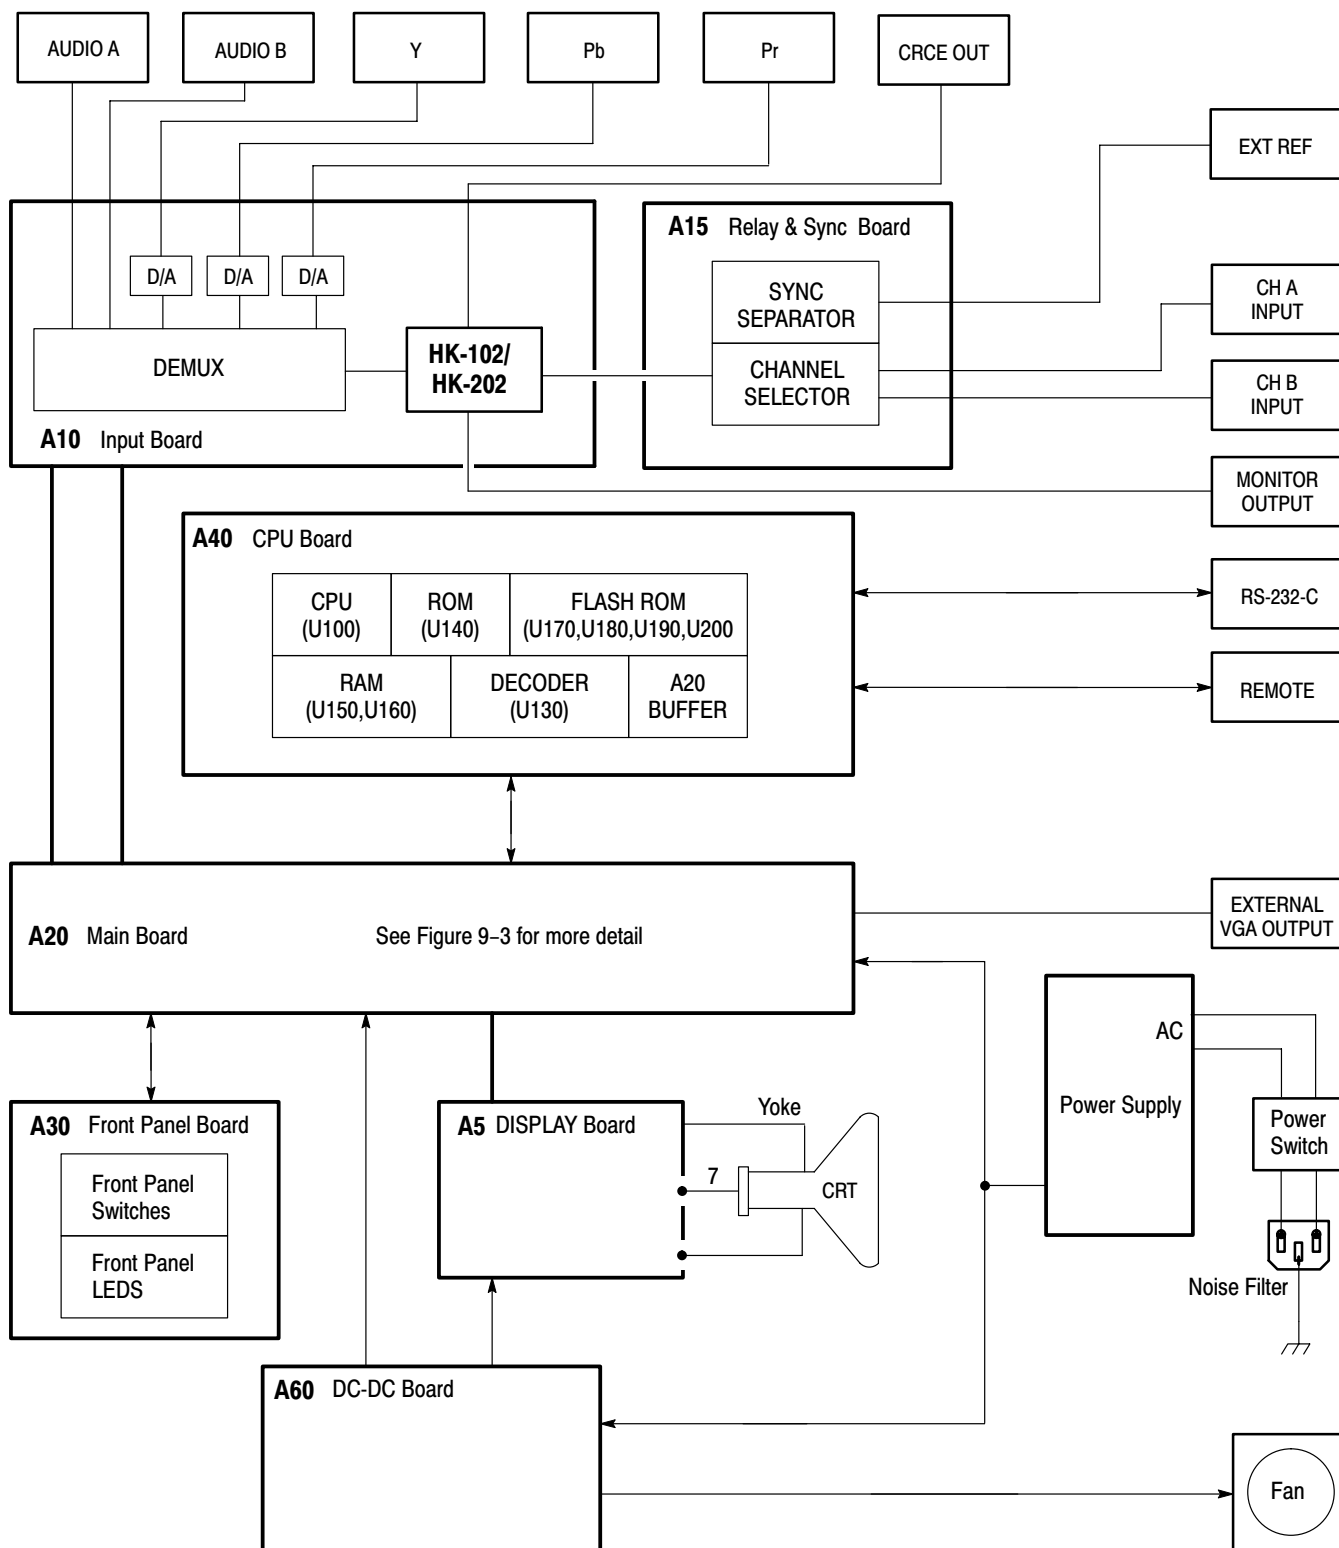 AUDIO A
AUDIO B
Y
Pb
Pr
CRCE OUT
EXT REF
A15 Relay & Sync Board
D/A
D/A
D/A
SYNC
SEPARATOR
CH A
INPUT
DEMUX
HK-102/
HK-202
CHANNEL
SELECTOR
CH B
INPUT
A10 Input Board
MONITOR
OUTPUT
A40 CPU Board
CPU
(U100)
ROM
(U140)
FLASH ROM
(U170,U180,U190,U200
RS-232-C
RAM
(U150,U160)
DECODER
(U130)
A20
BUFFER
REMOTE
A20 Main Board
See Figure 9–3 for more detail
EXTERNAL
VGA OUTPUT
AC
Power Supply
Power
Switch
A30 Front Panel Board
Front Panel
Switches
Front Panel
LEDS
A5 DISPLAY Board
Yoke
7
CRT
Noise Filter
A60 DC-DC Board
Fan